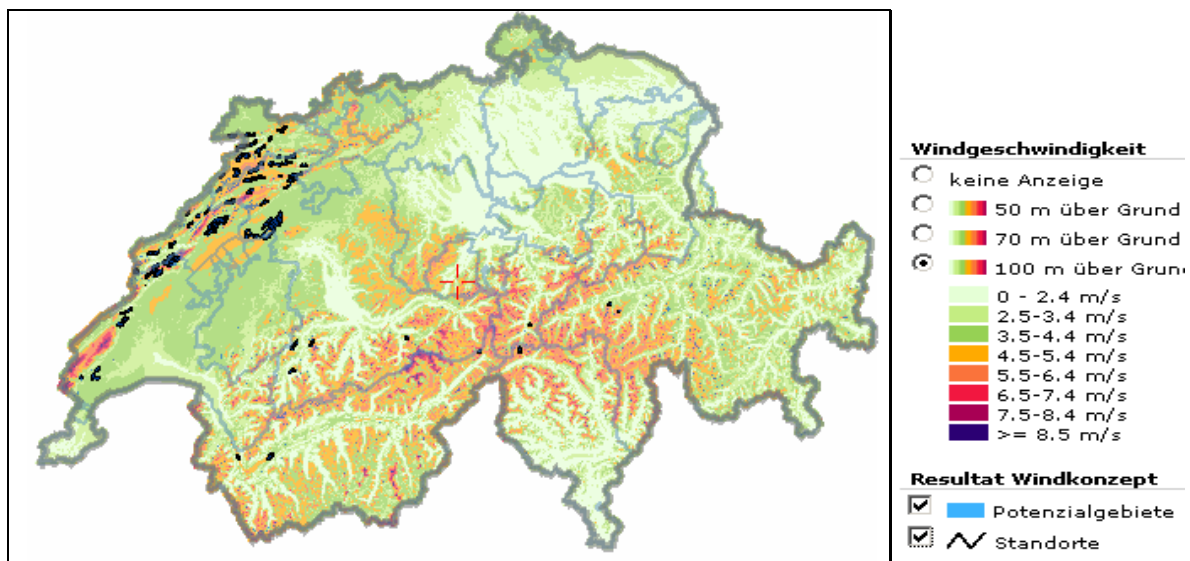 Windgeschwindigkeit
keine Anzeige
50 m über Grund
70 m über Grund
100 m über Grun
0 - 2.4 m/s
2.5-3.4 m/s
3.5-4.4 m/s
4.5-5.4 m/s
5.5-6.4 m/s
6.5-7.4 m/s
7.5-8.4 m/s
>= 8.5 m/s
Resultat Windkonzept
Potenzialgebiete
Standorte